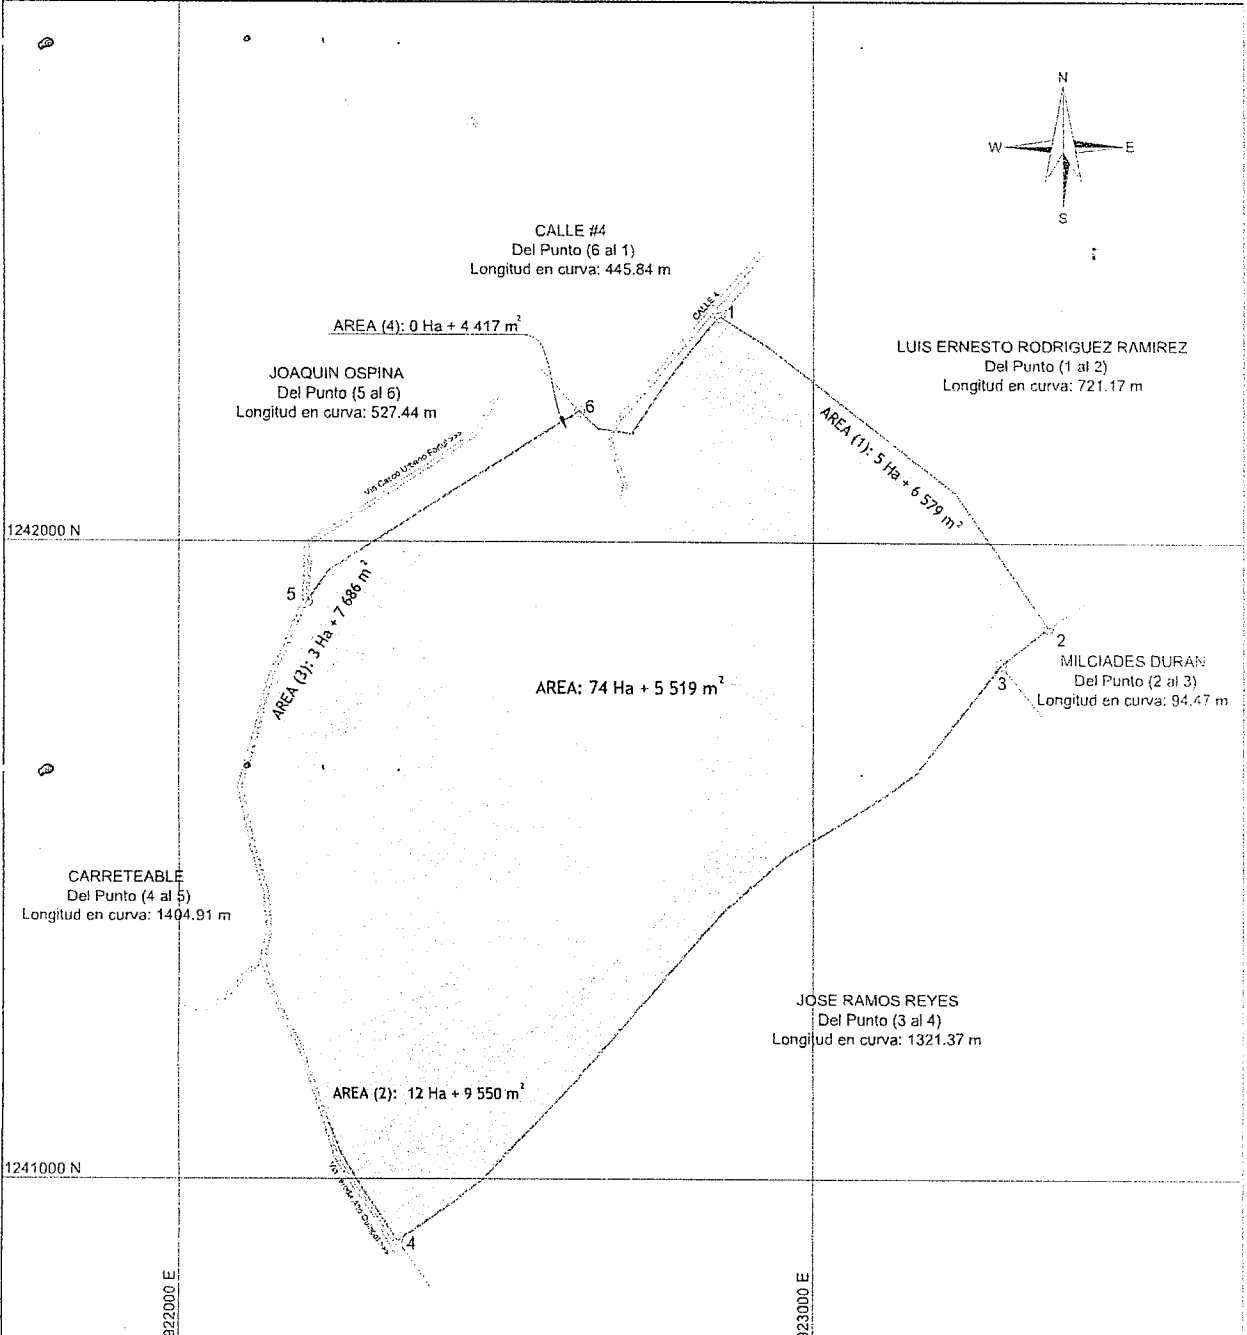 N
W
E
S
CALLE #4
Del Punto (6 al 1)
Longitud en curva: 445.84 m
CALLE 4
1
AREA (4): 0 Ha + 4 417 m²
LUIS ERNESTO RODRIGUEZ RAMIREZ
Del Punto (1 al 2)
Longitud en curva: 721.17 m
JOAQUIN OSPINA
Del Punto (5 al 6)
Longitud en curva: 527.44 m
6
AREA (1): 5 Ha + 6 579 m²
Via Casco Urbano Fortul >>>
1242000 N
5
AREA (3): 3 Ha + 7 686 m²
2
MILCIADES DURAN
Del Punto (2 al 3)
Longitud en curva: 94.47 m
3
AREA: 74 Ha + 5 519 m²
CARRETEABLE
Del Punto (4 al 5)
Longitud en curva: 1404.91 m
JOSE RAMOS REYES
Del Punto (3 al 4)
Longitud en curva: 1321.37 m
AREA (2): 12 Ha + 9 550 m²
1241000 N
4
922000 E
923000 E